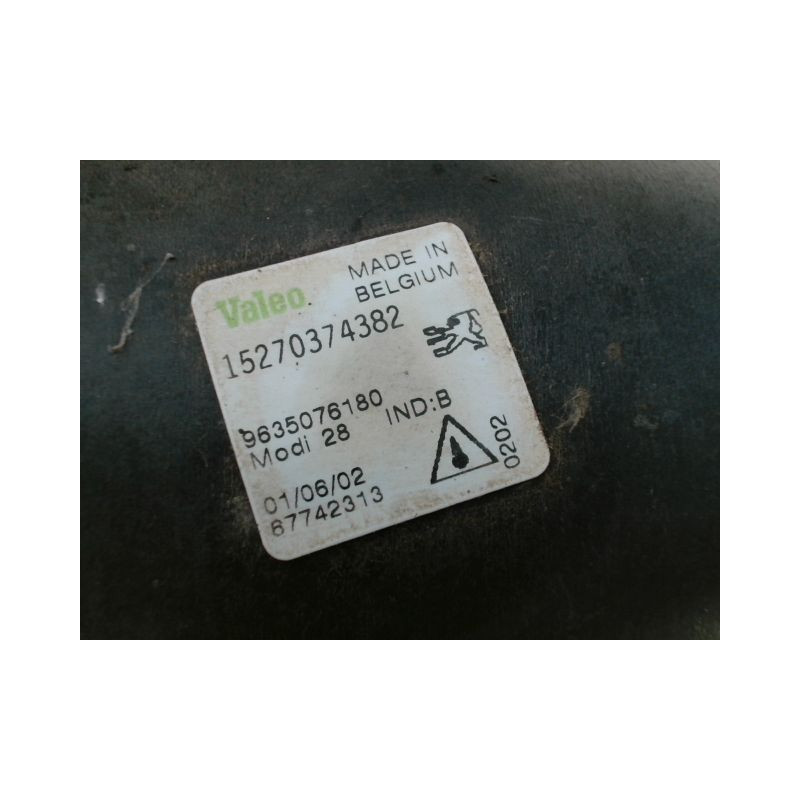 Valeo
MADE IN
BELGIUM
15270374382
9635076180
IND:B
Modi 28
01/06/02
67742313
0202